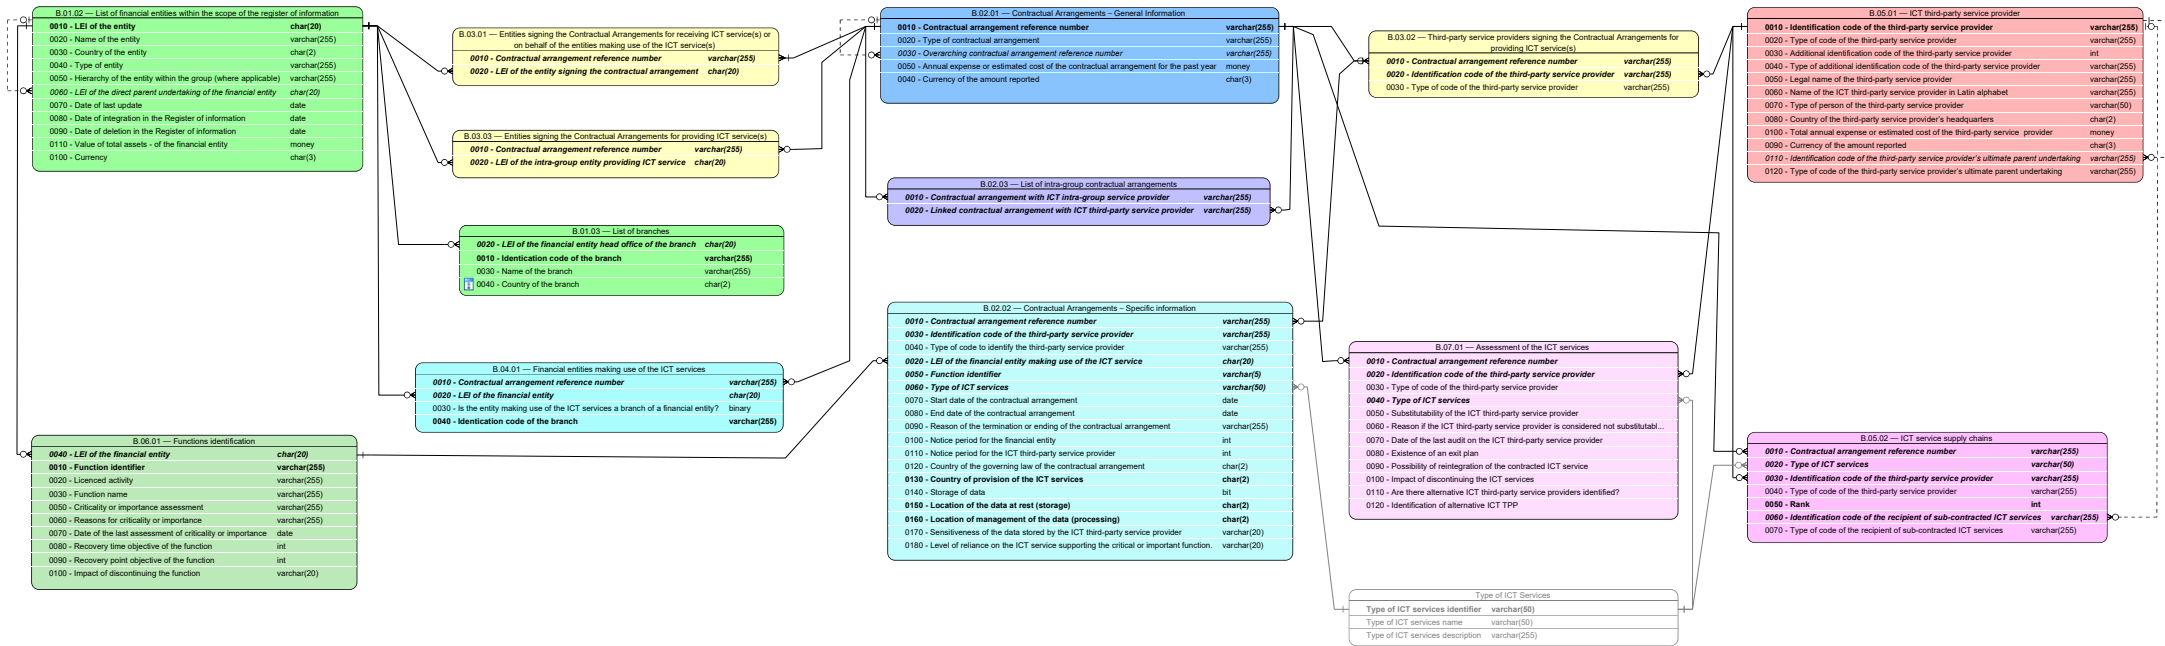 B.01.02 — List of financial entities within the scope of the register of information
0010 - LEI of the entity char(20)
0020 - Name of the entity varchar(255)
0030 - Country of the entity char(2)
0040 - Type of entity varchar(255)
0050 - Hierarchy of the entity within the group (where applicable) varchar(255)
0060 - LEI of the direct parent undertaking of the financial entity char(20)
0070 - Date of last update date
0080 - Date of integration in the Register of information date
0090 - Date of deletion in the Register of information date
0110 - Value of total assets - of the financial entity money
0100 - Currency char(3)
B.03.01 — Entities signing the Contractual Arrangements for receiving ICT service(s) or
on behalf of the entities making use of the ICT service(s)
0010 - Contractual arrangement reference number varchar(255)
0020 - LEI of the entity signing the contractual arrangement char(20)
B.03.03 — Entities signing the Contractual Arrangements for providing ICT service(s)
0010 - Contractual arrangement reference number varchar(255)
0020 - LEI of the intra-group entity providing ICT service char(20)
B.01.03 — List of branches
0020 - LEI of the financial entity head office of the branch char(20)
0010 - Identication code of the branch varchar(255)
0030 - Name of the branch varchar(255)
0040 - Country of the branch char(2)
B.04.01 — Financial entities making use of the ICT services
0010 - Contractual arrangement reference number varchar(255)
0020 - LEI of the financial entity char(20)
0030 - Is the entity making use of the ICT services a branch of a financial entity? binary
0040 - Identication code of the branch varchar(255)
B.06.01 — Functions identification
0040 - LEI of the financial entity char(20)
0010 - Function identifier varchar(255)
0020 - Licenced activity varchar(255)
0030 - Function name varchar(255)
0050 - Criticality or importance assessment varchar(255)
0060 - Reasons for criticality or importance varchar(255)
0070 - Date of the last assessment of criticality or importance date
0080 - Recovery time objective of the function int
0090 - Recovery point objective of the function int
0100 - Impact of discontinuing the function varchar(20)
B.02.01 — Contractual Arrangements – General Information
0010 - Contractual arrangement reference number varchar(255)
0020 - Type of contractual arrangement varchar(255)
0030 - Overarching contractual arrangement reference number varchar(255)
0050 - Annual expense or estimated cost of the contractual arrangement for the past year money
0040 - Currency of the amount reported char(3)
B.02.03 — List of intra-group contractual arrangements
0010 - Contractual arrangement with ICT intra-group service provider varchar(255)
0020 - Linked contractual arrangement with ICT third-party service provider varchar(255)
B.02.02 — Contractual Arrangements – Specific information
0010 - Contractual arrangement reference number varchar(255)
0030 - Identification code of the third-party service provider varchar(255)
0040 - Type of code to identify the third-party service provider varchar(255)
0020 - LEI of the financial entity making use of the ICT service char(20)
0050 - Function identifier varchar(5)
0060 - Type of ICT services varchar(50)
0070 - Start date of the contractual arrangement date
0080 - End date of the contractual arrangement date
0090 - Reason of the termination or ending of the contractual arrangement varchar(255)
0100 - Notice period for the financial entity int
0110 - Notice period for the ICT third-party service provider int
0120 - Country of the governing law of the contractual arrangement char(2)
0130 - Country of provision of the ICT services char(2)
0140 - Storage of data bit
0150 - Location of the data at rest (storage) char(2)
0160 - Location of management of the data (processing) char(2)
0170 - Sensitiveness of the data stored by the ICT third-party service provider varchar(20)
0180 - Level of reliance on the ICT service supporting the critical or important function. varchar(20)
B.03.02 — Third-party service providers signing the Contractual Arrangements for
providing ICT service(s)
0010 - Contractual arrangement reference number varchar(255)
0020 - Identification code of the third-party service provider varchar(255)
0030 - Type of code of the third-party service provider varchar(255)
B.07.01 — Assessment of the ICT services
0010 - Contractual arrangement reference number
0020 - Identification code of the third-party service provider
0030 - Type of code of the third-party service provider
0040 - Type of ICT services
0050 - Substitutability of the ICT third-party service provider
0060 - Reason if the ICT third-party service provider is considered not substitutabl...
0070 - Date of the last audit on the ICT third-party service provider
0080 - Existence of an exit plan
0090 - Possibility of reintegration of the contracted ICT service
0100 - Impact of discontinuing the ICT services
0110 - Are there alternative ICT third-party service providers identified?
0120 - Identification of alternative ICT TPP
Type of ICT Services
Type of ICT services identifier varchar(50)
Type of ICT services name varchar(50)
Type of ICT services description varchar(255)
B.05.01 — ICT third-party service provider
0010 - Identification code of the third-party service provider varchar(255)
0020 - Type of code of the third-party service provider varchar(255)
0030 - Additional identification code of the third-party service provider int
0040 - Type of additional identification code of the third-party service provider varchar(255)
0050 - Legal name of the third-party service provider varchar(255)
0060 - Name of the ICT third-party service provider in Latin alphabet varchar(255)
0070 - Type of person of the third-party service provider varchar(50)
0080 - Country of the third-party service provider's headquarters char(2)
0100 - Total annual expense or estimated cost of the third-party service provider money
0090 - Currency of the amount reported char(3)
0110 - Identification code of the third-party service provider's ultimate parent undertaking varchar(255)
0120 - Type of code of the third-party service provider's ultimate parent undertaking varchar(255)
B.05.02 — ICT service supply chains
0010 - Contractual arrangement reference number varchar(255)
0020 - Type of ICT services varchar(50)
0030 - Identification code of the third-party service provider varchar(255)
0040 - Type of code of the third-party service provider varchar(255)
0050 - Rank int
0060 - Identification code of the recipient of sub-contracted ICT services varchar(255)
0070 - Type of code of the recipient of sub-contracted ICT services varchar(255)